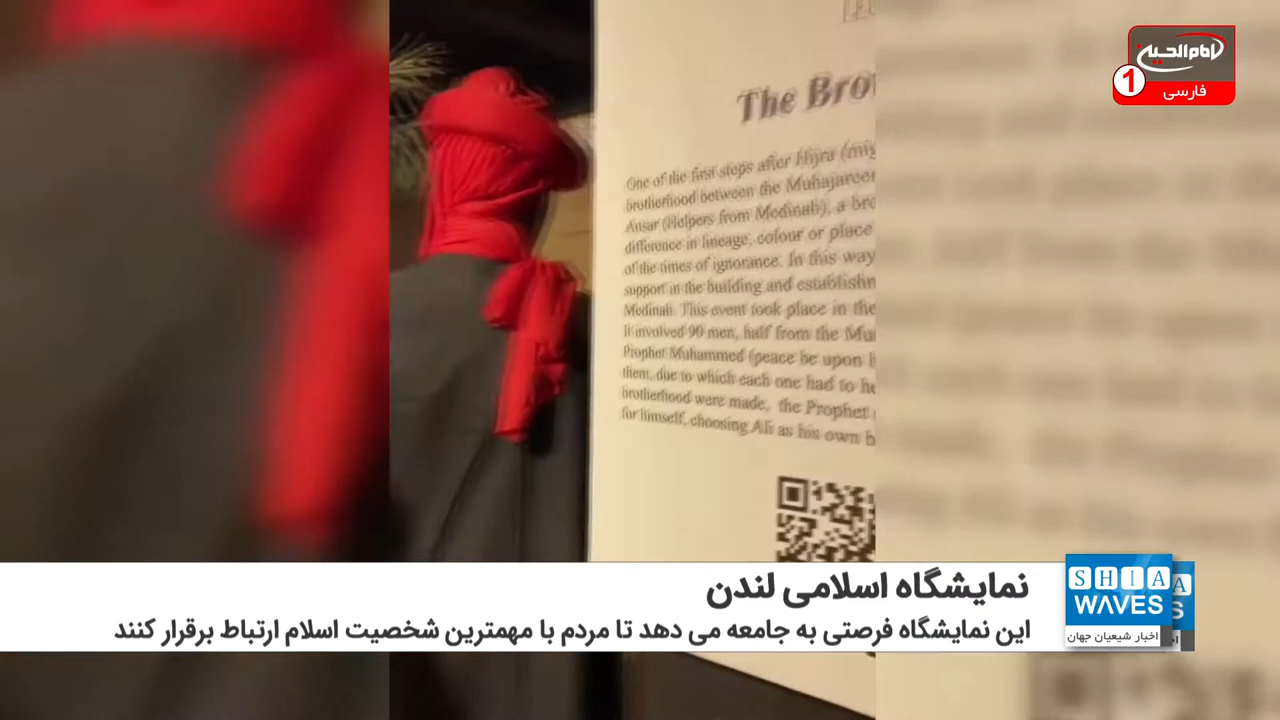 امام الحسین
1
فارسی
The Bro
One of the first steps after Hijra (mig
brotherhood between the Muhajareen
Ansar (Helpers from Medinah), a bro
difference in lineage, colour or place
of the times of ignorance. In this way
support in the building and establishm
Medinah. This event took place in the
It involved 90 men, half from the Mu
Prophet Muhammed (peace be upon h
them, due to which each one had to he
brotherhood were made, the Prophet
for himself, choosing Ali as his own b
نمایشگاه اسلامی لندن
این نمایشگاه فرصتی به جامعه می دهد تا مردم با مهمترین شخصیت اسلام ارتباط برقرار کنند
SHIA
WAVES
اخبار شیعیان جهان